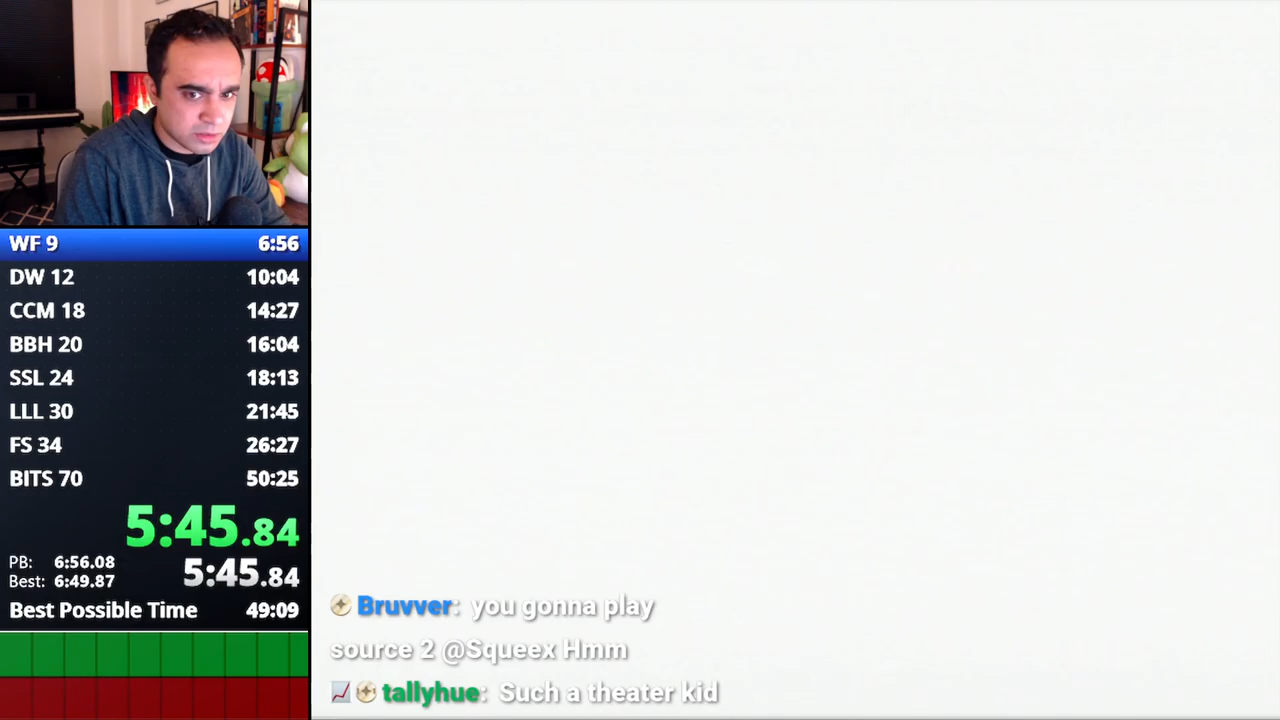 WF 9 6:56
DW 12 10:04
CCM 18 14:27
BBH 20 16:04
SSL 24 18:13
LLL 30 21:45
FS 34 26:27
BITS 70 50:25
5:45.84
PB: 6:56.08
Best: 6:49.87
5:45.84
Best Possible Time 49:09
Bruvver: you gonna play
source 2 @Squeex Hmm
tallyhue: Such a theater kid